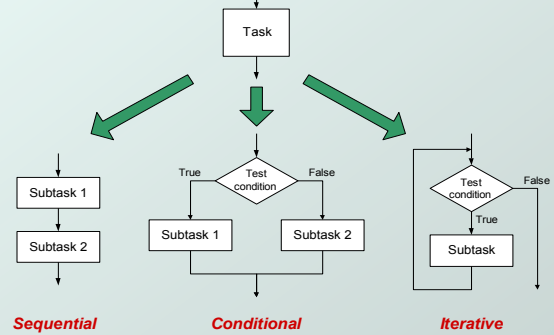 Task
Subtask 1
Subtask 2
Sequential
Test
condition
True
False
Subtask 1
Subtask 2
Conditional
Test
condition
False
True
Subtask
Iterative